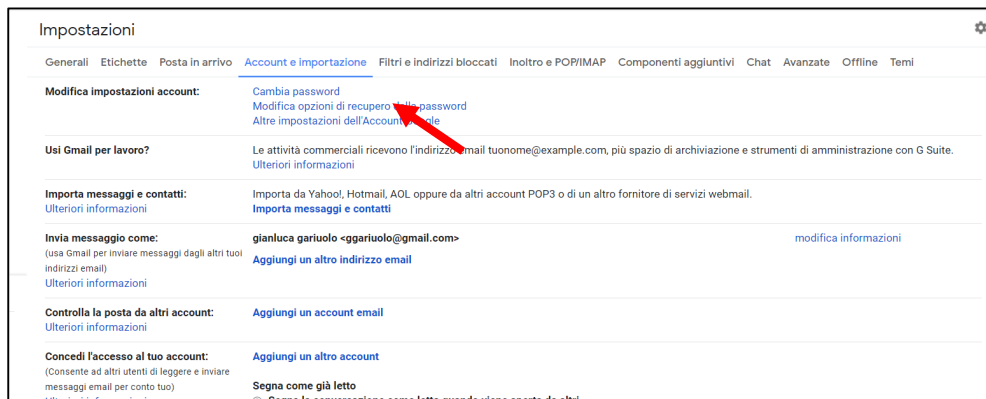 Impostazioni
Generali Etichette Posta in arrivo Account e importazione Filtri e indirizzi bloccati Inoltro e POP/IMAP Componenti aggiuntivi Chat Avanzate Offline Temi
Modifica impostazioni account: Cambia password
Modifica opzioni di recupero password
Altre impostazioni dell'Account
Usi Gmail per lavoro? Le attività commerciali ricevono l'indirizzo email tuonome@example.com, più spazio di archiviazione e strumenti di amministrazione con G Suite.
Ulteriori informazioni
Importa messaggi e contatti: Importa da Yahoo!, Hotmail, AOL oppure da altri account POP3 o di un altro fornitore di servizi webmail.
Ulteriori informazioni Importa messaggi e contatti
Invia messaggio come: gianluca gariuolo <ggariuolo@gmail.com> modifica informazioni
(usa Gmail per inviare messaggi dagli altri tuoi
indirizzi email) Aggiungi un altro indirizzo email
Ulteriori informazioni
Controlla la posta da altri account: Aggiungi un account email
Ulteriori informazioni
Concedi l'accesso al tuo account: Aggiungi un altro account
(Consente ad altri utenti di leggere e inviare
messaggi email per conto tuo) Segna come già letto